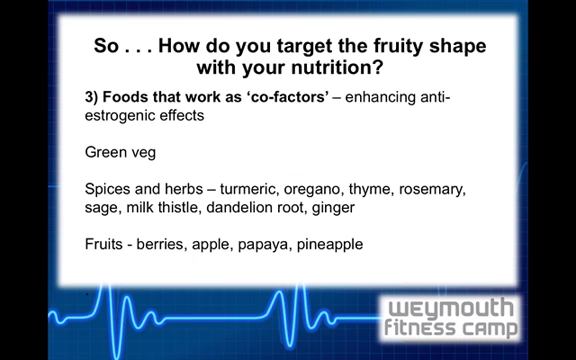 So . . . How do you target the fruity shape
with your nutrition?
3) Foods that work as ‘co-factors’ – enhancing anti-
estrogenic effects
Green veg
Spices and herbs – turmeric, oregano, thyme, rosemary,
sage, milk thistle, dandelion root, ginger
Fruits - berries, apple, papaya, pineapple
weymouth
fitness camp